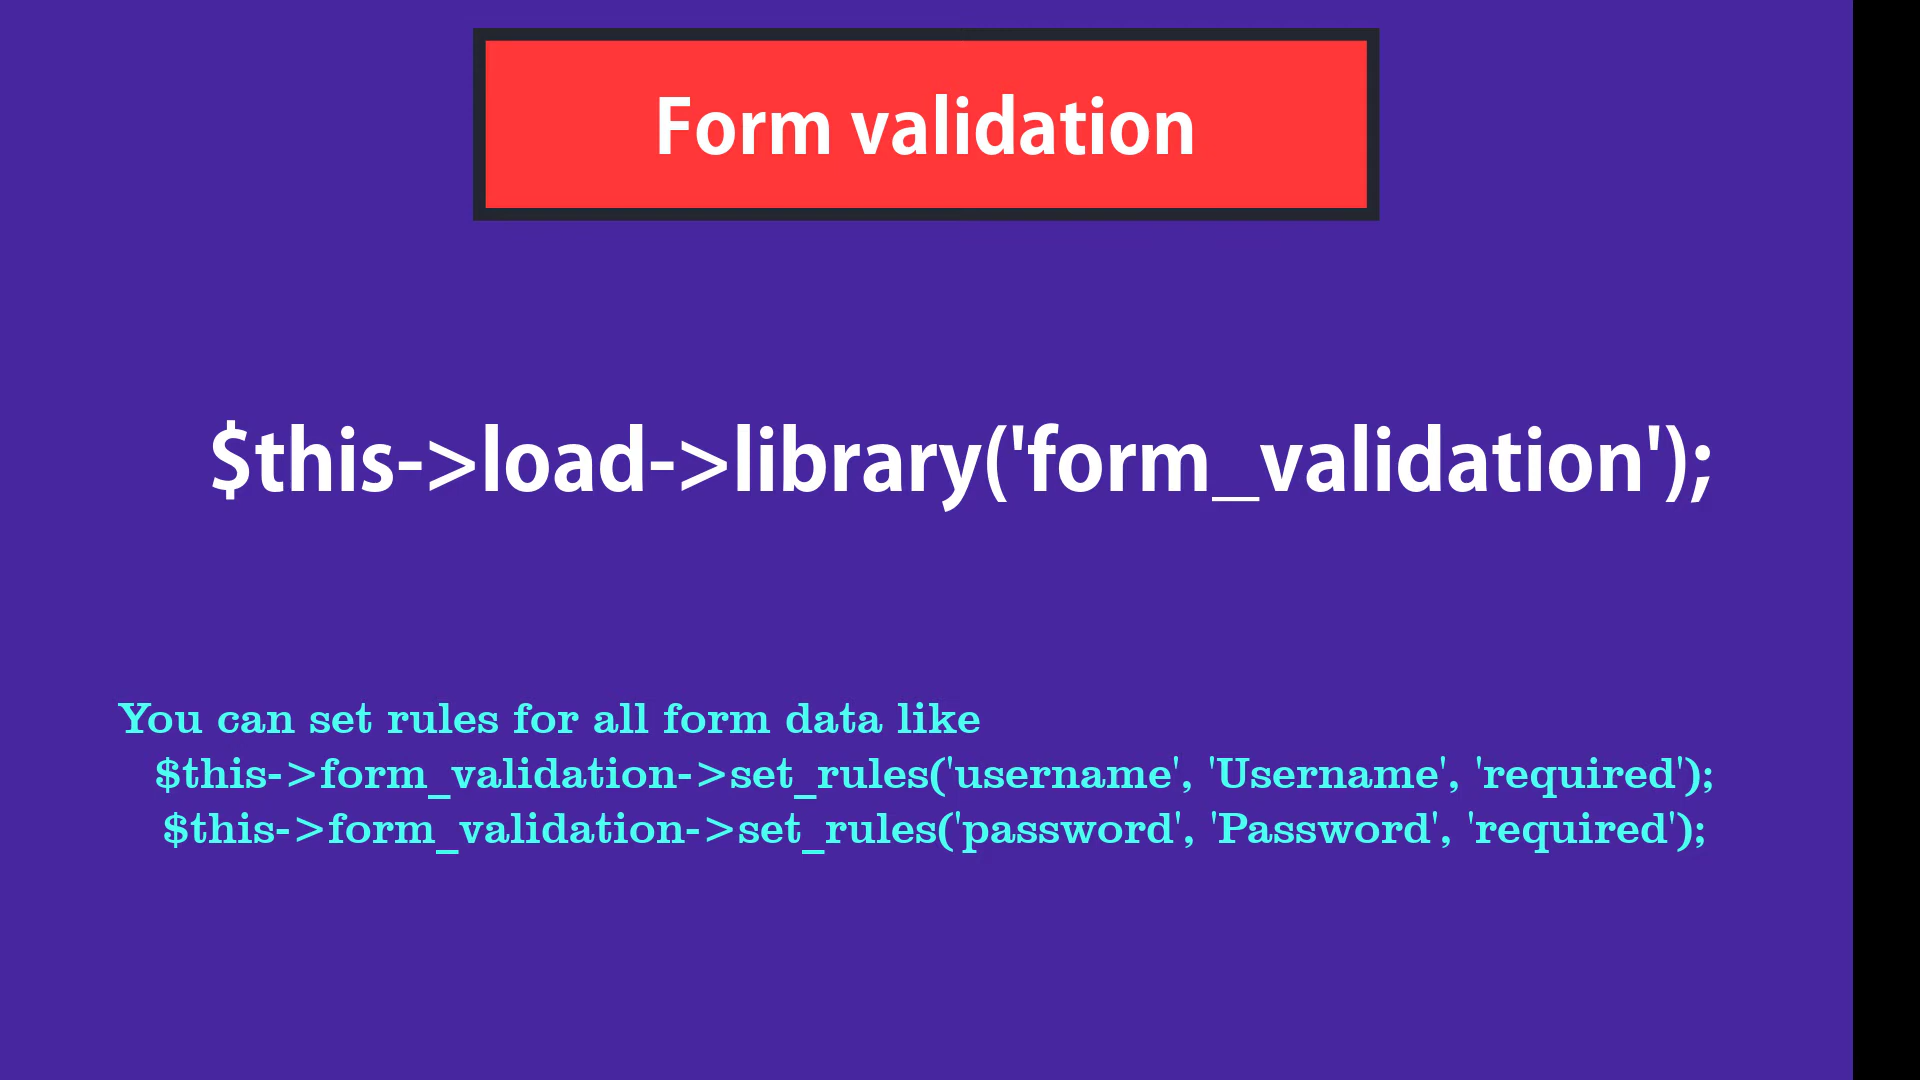 Form validation
$this->load->library('form_validation');
You can set rules for all form data like
$this->form_validation->set_rules('username', 'Username', 'required');
$this->form_validation->set_rules('password', 'Password', 'required');